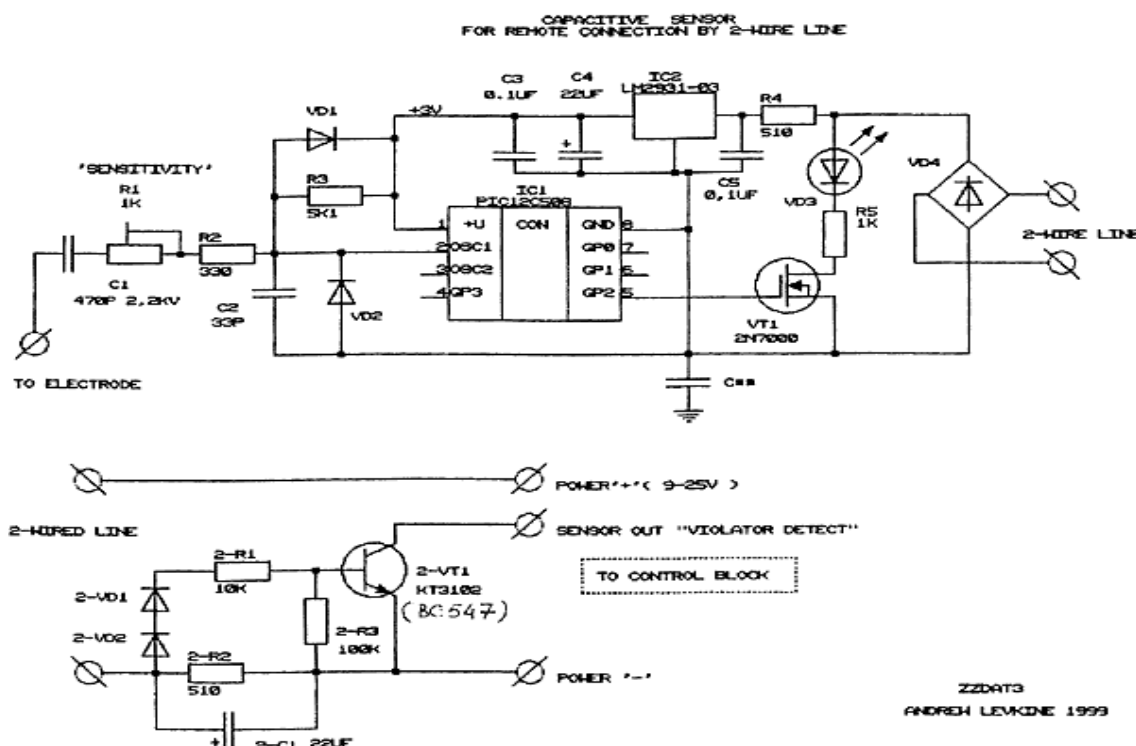 CAPACITIVE SENSOR
FOR REMOTE CONNECTION BY 2-WIRE LINE
C3
0.1UF
C4
22UF
IC2
LM2931-03
R4
510
VD1
+3V
"SENSITIVITY"
R1
1K
R3
5K1
IC1
PIC12C508
C5
0,1UF
VD3
VD4
R5
1K
2-WIRE LINE
1 +U CON GND 8
2 OSC1 GP0 7
3 OSC2 GP1 6
4 GP3 GP2 5
R2
330
C1
470P 2,2KV
C2
33P
VD2
VT1
2N7000
TO ELECTRODE
C**
POWER'+'( 9-25V )
2-WIRED LINE
SENSOR OUT "VIOLATOR DETECT"
2-R1
10K
2-VT1
KT3102
(BC547)
TO CONTROL BLOCK
2-VD1
2-VD2
2-R3
100K
2-R2
510
POWER '-'
+
22UF
ZZDAT3
ANDREW LEVKINE 1999